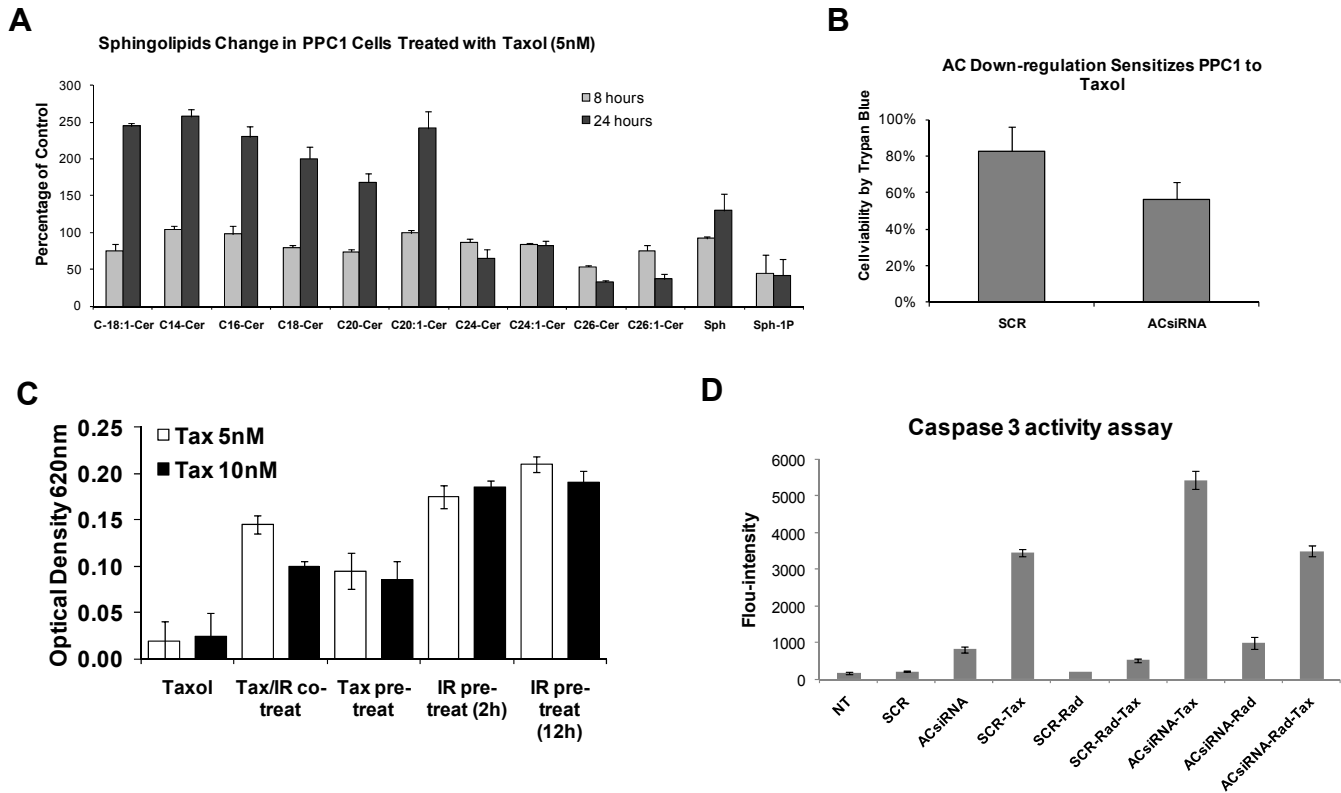 A
Sphingolipids Change in PPC1 Cells Treated with Taxol (5nM)
Percentage of Control
300
250
200
150
100
50
0
8 hours
24 hours
C-18:1-Cer C14-Cer C16-Cer C18-Cer C20-Cer C20:1-Cer C24-Cer C24:1-Cer C26-Cer C26:1-Cer Sph Sph-1P
B
AC Down-regulation Sensitizes PPC1 to
Taxol
Cell viability by Trypan Blue
100%
80%
60%
40%
20%
0%
SCR ACsiRNA
C
Optical Density 620nm
0.25
0.20
0.15
0.10
0.05
0.00
Tax 5nM
Tax 10nM
Taxol
Tax/IR co-
treat
Tax pre-
treat
IR pre-
treat (2h)
IR pre-
treat
(12h)
D
Caspase 3 activity assay
Flou-intensity
6000
5000
4000
3000
2000
1000
0
NT
SCR
ACsiRNA
SCR-Tax
SCR-Rad
SCR-Rad-Tax
ACsiRNA-Tax
ACsiRNA-Rad
ACsiRNA-Rad-Tax